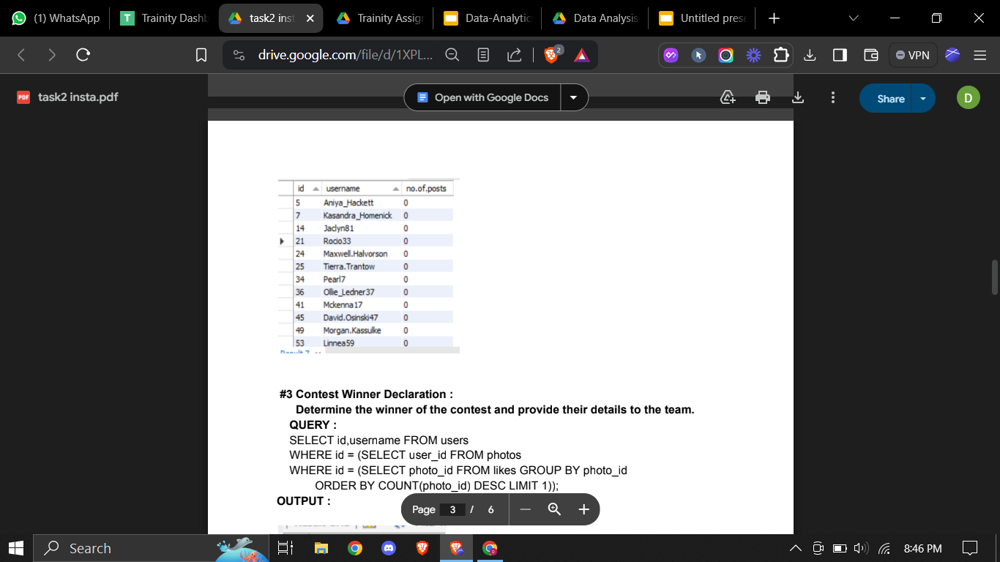 (1) WhatsApp
Trainity Dashb
task2 inst
Trainity Assign
Data-Analytic
Data Analysis
Untitled prese
drive.google.com/file/d/1XPL...
2
VPN
PDF
task2 insta.pdf
Open with Google Docs
Share
D
id username no.of.posts
5 Aniya_Hackett 0
7 Kasandra_Homenick 0
14 Jaclyn81 0
21 Rocio33 0
24 Maxwell.Halvorson 0
25 Tierra.Trantow 0
34 Pearl7 0
36 Ollie_Ledner37 0
41 Mckenna17 0
45 David.Osinski47 0
49 Morgan.Kassulke 0
53 Linnea59 0
Result 7
#3 Contest Winner Declaration :
Determine the winner of the contest and provide their details to the team.
QUERY :
SELECT id,username FROM users
WHERE id = (SELECT user_id FROM photos
WHERE id = (SELECT photo_id FROM likes GROUP BY photo_id
ORDER BY COUNT(photo_id) DESC LIMIT 1));
OUTPUT :
Page 3 / 6
Search
8:46 PM